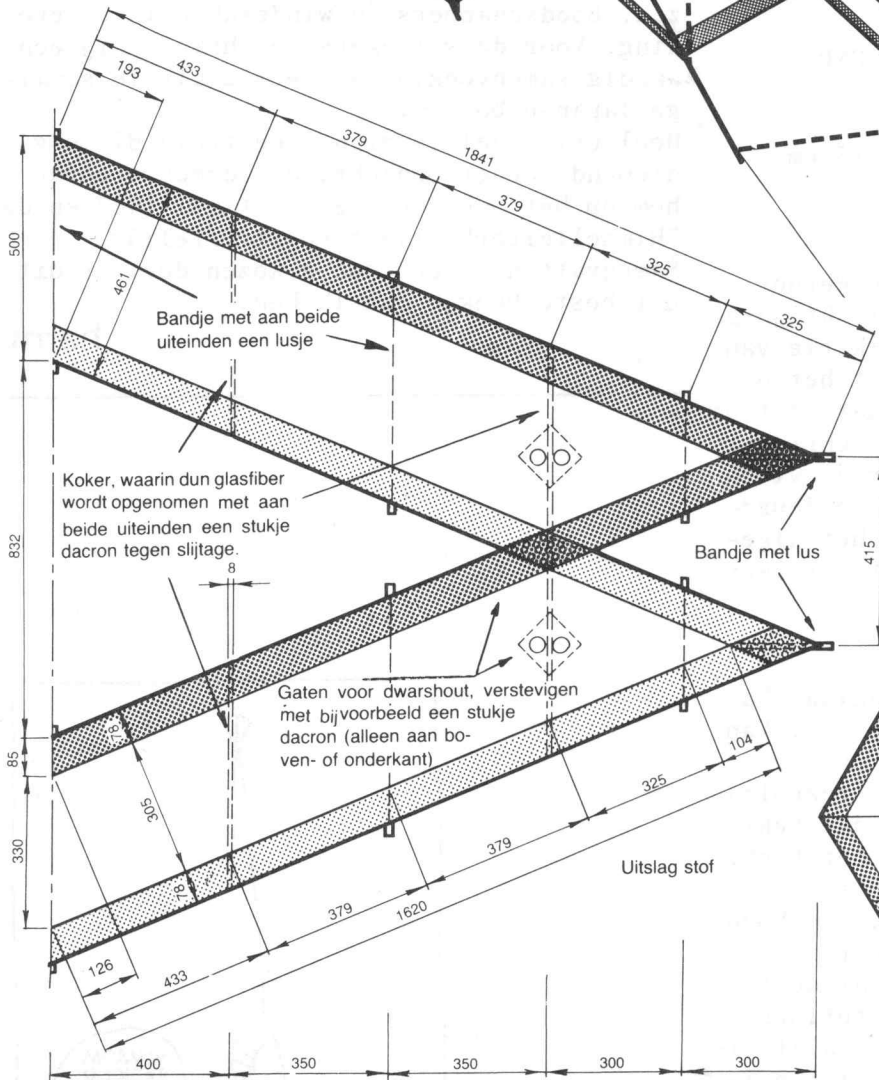 193
433
379
1841
379
325
325
500
461
Bandje met aan beide
uiteinden een lusje
Koker, waarin dun glasfiber
wordt opgenomen met aan
beide uiteinden een stukje
dacron tegen slijtage.
832
8
Bandje met lus
415
Gaten voor dwarshout, verstevigen
met bijvoorbeeld een stukje
dacron (alleen aan bo-
ven- of onderkant)
78
85
305
330
78
104
325
379
379
1620
433
126
Uitslag stof
400
350
350
300
300